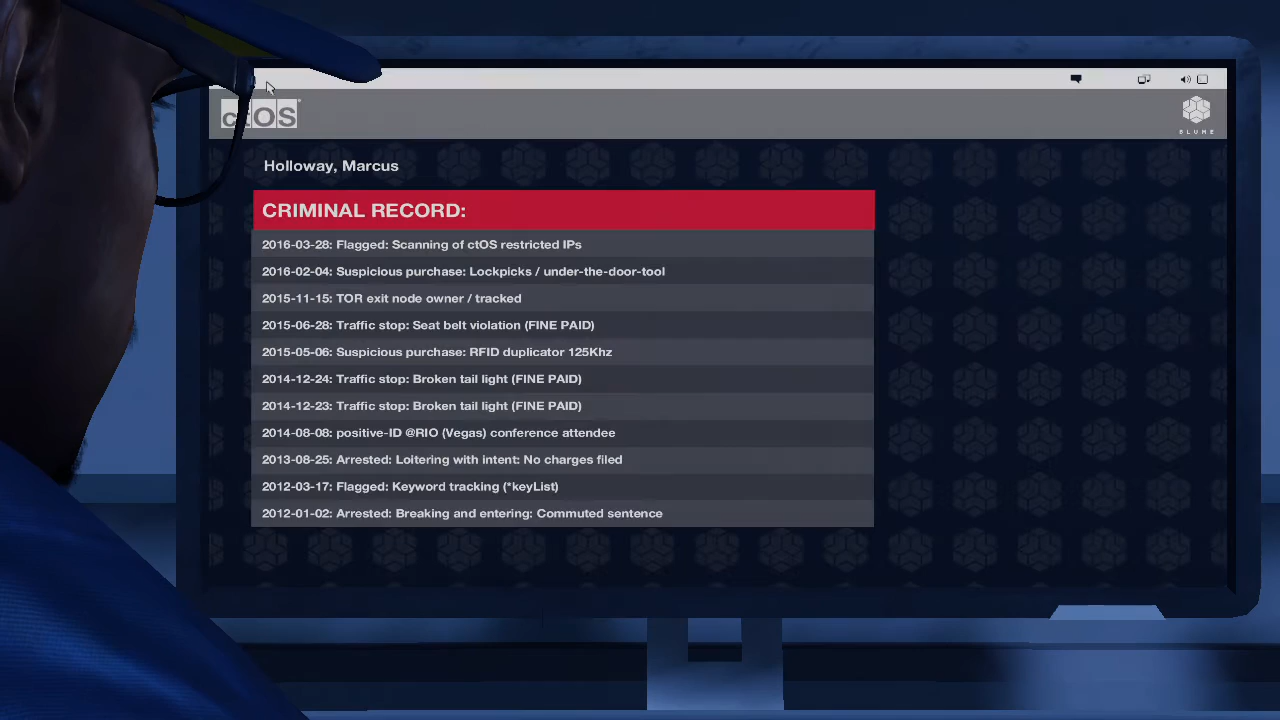 ctOS
BLUME
Holloway, Marcus
CRIMINAL RECORD:
2016-03-28: Flagged: Scanning of ctOS restricted IPs
2016-02-04: Suspicious purchase: Lockpicks / under-the-door-tool
2015-11-15: TOR exit node owner / tracked
2015-06-28: Traffic stop: Seat belt violation (FINE PAID)
2015-05-06: Suspicious purchase: RFID duplicator 125Khz
2014-12-24: Traffic stop: Broken tail light (FINE PAID)
2014-12-23: Traffic stop: Broken tail light (FINE PAID)
2014-08-08: positive-ID @RIO (Vegas) conference attendee
2013-08-25: Arrested: Loitering with intent: No charges filed
2012-03-17: Flagged: Keyword tracking (*keyList)
2012-01-02: Arrested: Breaking and entering: Commuted sentence